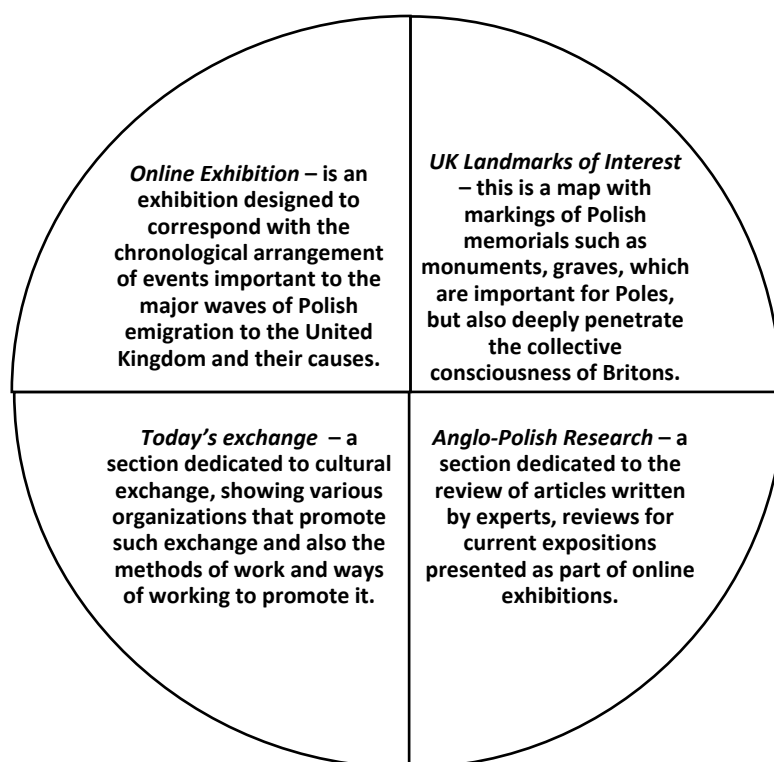 Online Exhibition – is an
exhibition designed to
correspond with the
chronological arrangement
of events important to the
major waves of Polish
emigration to the United
Kingdom and their causes.
UK Landmarks of Interest
– this is a map with
markings of Polish
memorials such as
monuments, graves, which
are important for Poles,
but also deeply penetrate
the collective
consciousness of Britons.
Today's exchange – a
section dedicated to cultural
exchange, showing various
organizations that promote
such exchange and also the
methods of work and ways
of working to promote it.
Anglo-Polish Research – a
section dedicated to the
review of articles written
by experts, reviews for
current expositions
presented as part of online
exhibitions.